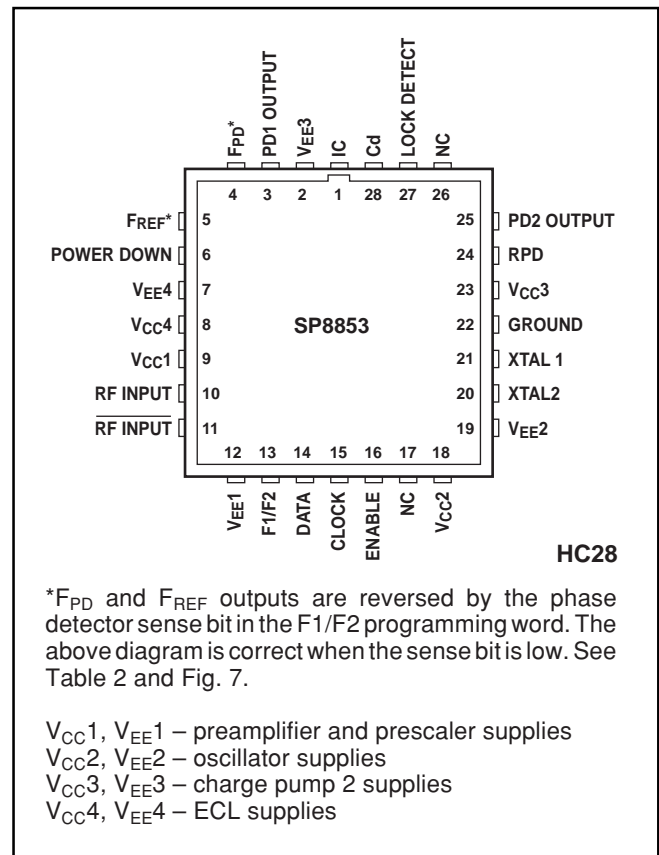 FPD*
PD1 OUTPUT
VEE3
IC
Cd
LOCK DETECT
NC
4 3 2 1 28 27 26
FREF* 5
POWER DOWN 6
VEE4 7
VCC4 8
VCC1 9
RF INPUT 10
RF INPUT 11
SP8853
25 PD2 OUTPUT
24 RPD
23 VCC3
22 GROUND
21 XTAL 1
20 XTAL2
19 VEE2
12 13 14 15 16 17 18
VEE1
F1/F2
DATA
CLOCK
ENABLE
NC
VCC2
HC28
*FPD and FREF outputs are reversed by the phase
detector sense bit in the F1/F2 programming word. The
above diagram is correct when the sense bit is low. See
Table 2 and Fig. 7.
VCC1, VEE1 – preamplifier and prescaler supplies
VCC2, VEE2 – oscillator supplies
VCC3, VEE3 – charge pump 2 supplies
VCC4, VEE4 – ECL supplies